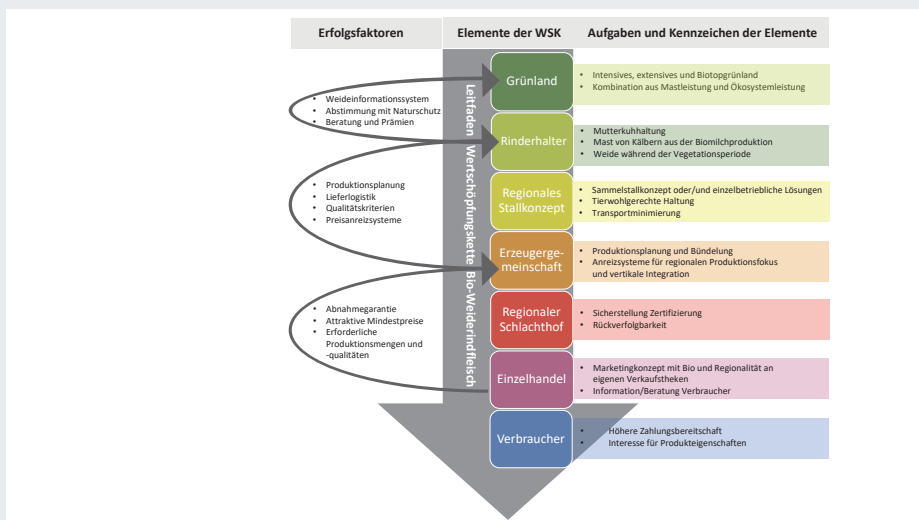 Erfolgsfaktoren
Elemente der WSK
Aufgaben und Kennzeichen der Elemente
Leitfaden Wertschöpfungskette Bio-Weiderindfleisch
• Weideinformationssystem
• Abstimmung mit Naturschutz
• Beratung und Prämien
• Produktionsplanung
• Lieferlogistik
• Qualitätskriterien
• Preisanreizsysteme
• Abnahmegarantie
• Attraktive Mindestpreise
• Erforderliche
Produktionsmengen und
-qualitäten
Grünland
• Intensives, extensives und Biotopgrünland
• Kombination aus Mastleistung und Ökosystemleistung
Rinderhalter
• Mutterkuhhaltung
• Mast von Kälbern aus der Biomilchproduktion
• Weide während der Vegetationsperiode
Regionales
Stallkonzept
• Sammelstallkonzept oder/und einzelbetriebliche Lösungen
• Tierwohlgerechte Haltung
• Transportminimierung
Erzeugerge-
meinschaft
• Produktionsplanung und Bündelung
• Anreizsysteme für regionalen Produktionsfokus
und vertikale Integration
Regionaler
Schlachthof
• Sicherstellung Zertifizierung
• Rückverfolgbarkeit
Einzelhandel
• Marketingkonzept mit Bio und Regionalität an
eigenen Verkaufstheken
• Information/Beratung Verbraucher
Verbraucher
• Höhere Zahlungsbereitschaft
• Interesse für Produkteigenschaften